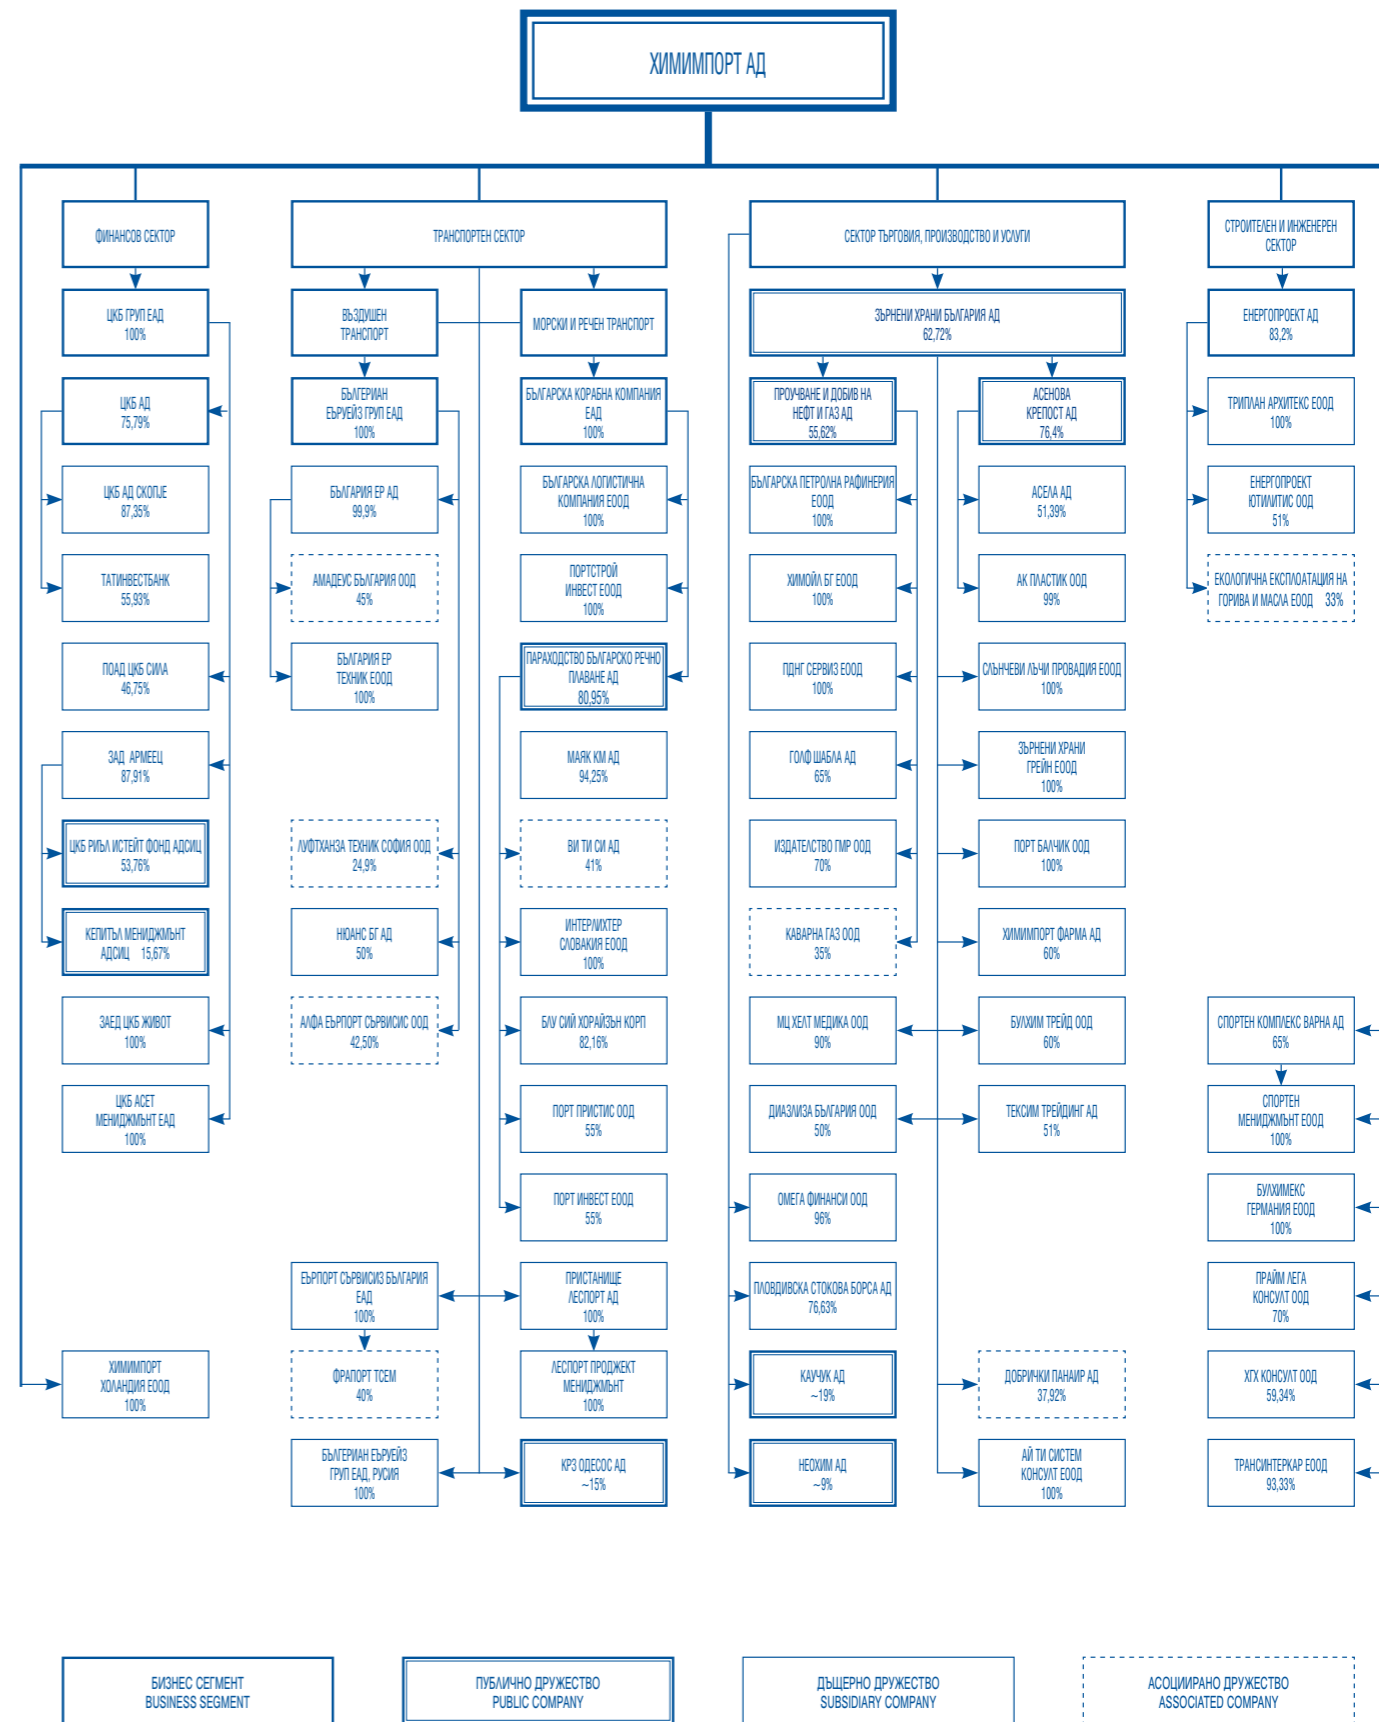 ХИМИМПОРТ АД
ФИНАНСОВ СЕКТОР
ЦКБ ГРУП ЕАД
100%
ЦКБ АД
75,79%
ЦКБ АД СКОПЈЕ
87,35%
ТАТИНВЕСТБАНК
55,93%
ПОАД ЦКБ СИЛА
46,75%
ЗАД АРМЕЕЦ
87,91%
ЦКБ РИЪЛ ИСТЕЙТ ФОНД АДСИЦ
53,76%
КЕПИТЪЛ МЕНИДЖМЪНТ
АДСИЦ 15,67%
ЗАЕД ЦКБ ЖИВОТ
100%
ЦКБ АСЕТ
МЕНИДЖМЪНТ ЕАД
100%
ХИМИМПОРТ
ХОЛАНДИЯ ЕООД
100%
ТРАНСПОРТЕН СЕКТОР
ВЪЗДУШЕН
ТРАНСПОРТ
БЪЛГЕРИАН
ЕЪРУЕЙЗ ГРУП ЕАД
100%
БЪЛГАРИЯ ЕР АД
99,9%
АМАДЕУС БЪЛГАРИЯ ООД
45%
БЪЛГАРИЯ ЕР
ТЕХНИК ЕООД
100%
ЛУФТХАНЗА ТЕХНИК СОФИЯ ООД
24,9%
НЮАНС БГ АД
50%
АЛФА ЕЪРПОРТ СЪРВИСИС ООД
42,50%
ЕЪРПОРТ СЪРВИСИЗ БЪЛГАРИЯ
ЕАД
100%
ФРАПОРТ ТСЕМ
40%
БЪЛГЕРИАН ЕЪРУЕЙЗ
ГРУП ЕАД, РУСИЯ
100%
МОРСКИ И РЕЧЕН ТРАНСПОРТ
БЪЛГАРСКА КОРАБНА КОМПАНИЯ
ЕАД
100%
БЪЛГАРСКА ЛОГИСТИЧНА
КОМПАНИЯ ЕООД
100%
ПОРТСТРОЙ
ИНВЕСТ ЕООД
100%
ПАРАХОДСТВО БЪЛГАРСКО РЕЧНО
ПЛАВАНЕ АД
80,95%
МАЯК КМ АД
94,25%
ВИ ТИ СИ АД
41%
ИНТЕРЛИХТЕР
СЛОВАКИЯ ЕООД
100%
БЛУ СИЙ ХОРАЙЗЪН КОРП
82,16%
ПОРТ ПРИСТИС ООД
55%
ПОРТ ИНВЕСТ ЕООД
55%
ПРИСТАНИЩЕ
ЛЕСПОРТ АД
100%
ЛЕСПОРТ ПРОДЖЕКТ
МЕНИДЖМЪНТ
100%
КРЗ ОДЕСОС АД
~15%
СЕКТОР ТЪРГОВИЯ, ПРОИЗВОДСТВО И УСЛУГИ
ЗЪРНЕНИ ХРАНИ БЪЛГАРИЯ АД
62,72%
ПРОУЧВАНЕ И ДОБИВ НА
НЕФТ И ГАЗ АД
55,62%
БЪЛГАРСКА ПЕТРОЛНА РАФИНЕРИЯ
ЕООД
100%
ХИМОЙЛ БГ ЕООД
100%
ПДНГ СЕРВИЗ ЕООД
100%
ГОЛФ ШАБЛА АД
65%
ИЗДАТЕЛСТВО ГМР ООД
70%
КАВАРНА ГАЗ ООД
35%
МЦ ХЕЛТ МЕДИКА ООД
90%
ДИАЗЛИЗА БЪЛГАРИЯ ООД
50%
ОМЕГА ФИНАНСИ ООД
96%
ПЛОВДИВСКА СТОКОВА БОРСА АД
76,63%
КАУЧУК АД
~19%
НЕОХИМ АД
~9%
АСЕНОВА
КРЕПОСТ АД
76,4%
АСЕЛА АД
51,39%
АК ПЛАСТИК ООД
99%
СЛЪНЧЕВИ ЛЪЧИ ПРОВАДИЯ ЕООД
100%
ЗЪРНЕНИ ХРАНИ
ГРЕЙН ЕООД
100%
ПОРТ БАЛЧИК ООД
100%
ХИМИМПОРТ ФАРМА АД
60%
БУЛХИМ ТРЕЙД ООД
60%
ТЕКСИМ ТРЕЙДИНГ АД
51%
ДОБРИЧКИ ПАНАИР АД
37,92%
АЙ ТИ СИСТЕМ
КОНСУЛТ ЕООД
100%
СТРОИТЕЛЕН И ИНЖЕНЕРЕН
СЕКТОР
ЕНЕРГОПРОЕКТ АД
83,2%
ТРИПЛАН АРХИТЕКС ЕООД
100%
ЕНЕРГОПРОЕКТ
ЮТИЛИТИС ООД
51%
ЕКОЛОГИЧНА ЕКСПЛОАТАЦИЯ НА
ГОРИВА И МАСЛА ЕООД 33%
СПОРТЕН КОМПЛЕКС ВАРНА АД
65%
СПОРТЕН
МЕНИДЖМЪНТ ЕООД
100%
БУЛХИМЕКС
ГЕРМАНИЯ ЕООД
100%
ПРАЙМ ЛЕГА
КОНСУЛТ ООД
70%
ХГХ КОНСУЛТ ООД
59,34%
ТРАНСИНТЕРКАР ЕООД
93,33%
БИЗНЕС СЕГМЕНТ
BUSINESS SEGMENT
ПУБЛИЧНО ДРУЖЕСТВО
PUBLIC COMPANY
ДЪЩЕРНО ДРУЖЕСТВО
SUBSIDIARY COMPANY
АСОЦИИРАНО ДРУЖЕСТВО
ASSOCIATED COMPANY